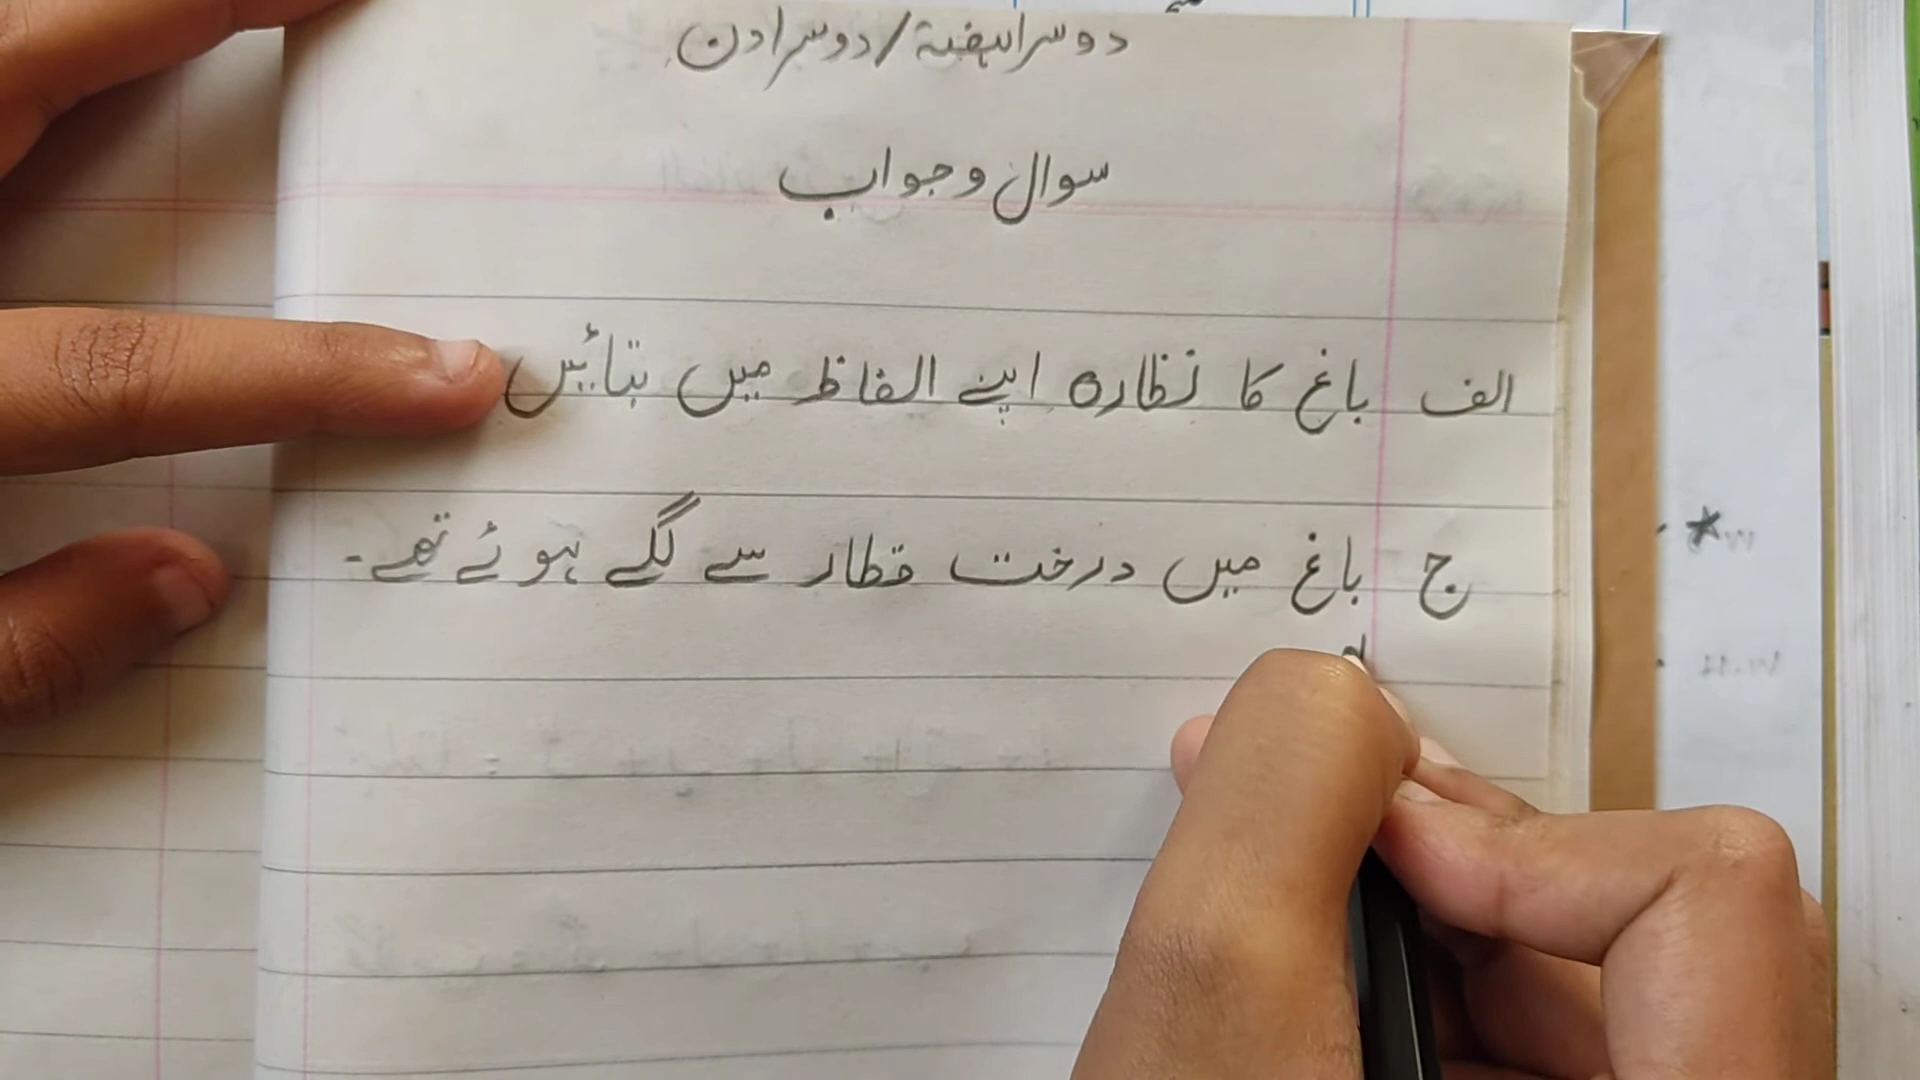 دوسرا ہفتہ / دوسرا دن
سوال و جواب
الف باغ کا نظارہ اپنے الفاظ میں بتائیں
ج باغ میں درخت قطار سے لگے ہوئے تھے۔